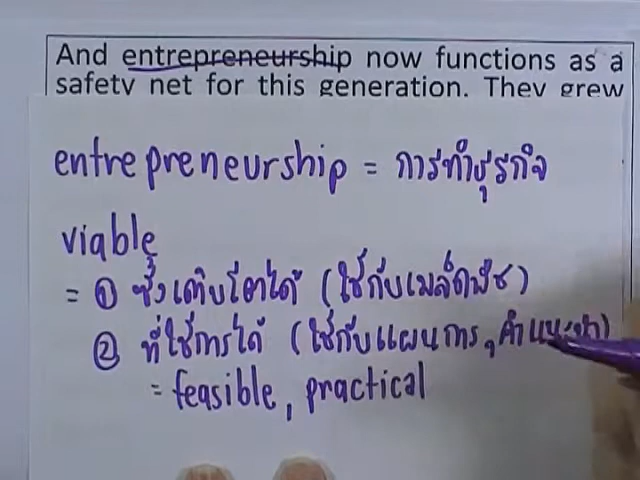 And entrepreneurship now functions as a
safety net for this generation. They grew
entrepreneurship = การทำธุรกิจ
viable
= ① ซึ่งเติบโตได้ (ใช้กับเมล็ดพืช)
② ที่ใช้การได้ (ใช้กับแผนการ, คำแนะนำ)
= feasible, practical